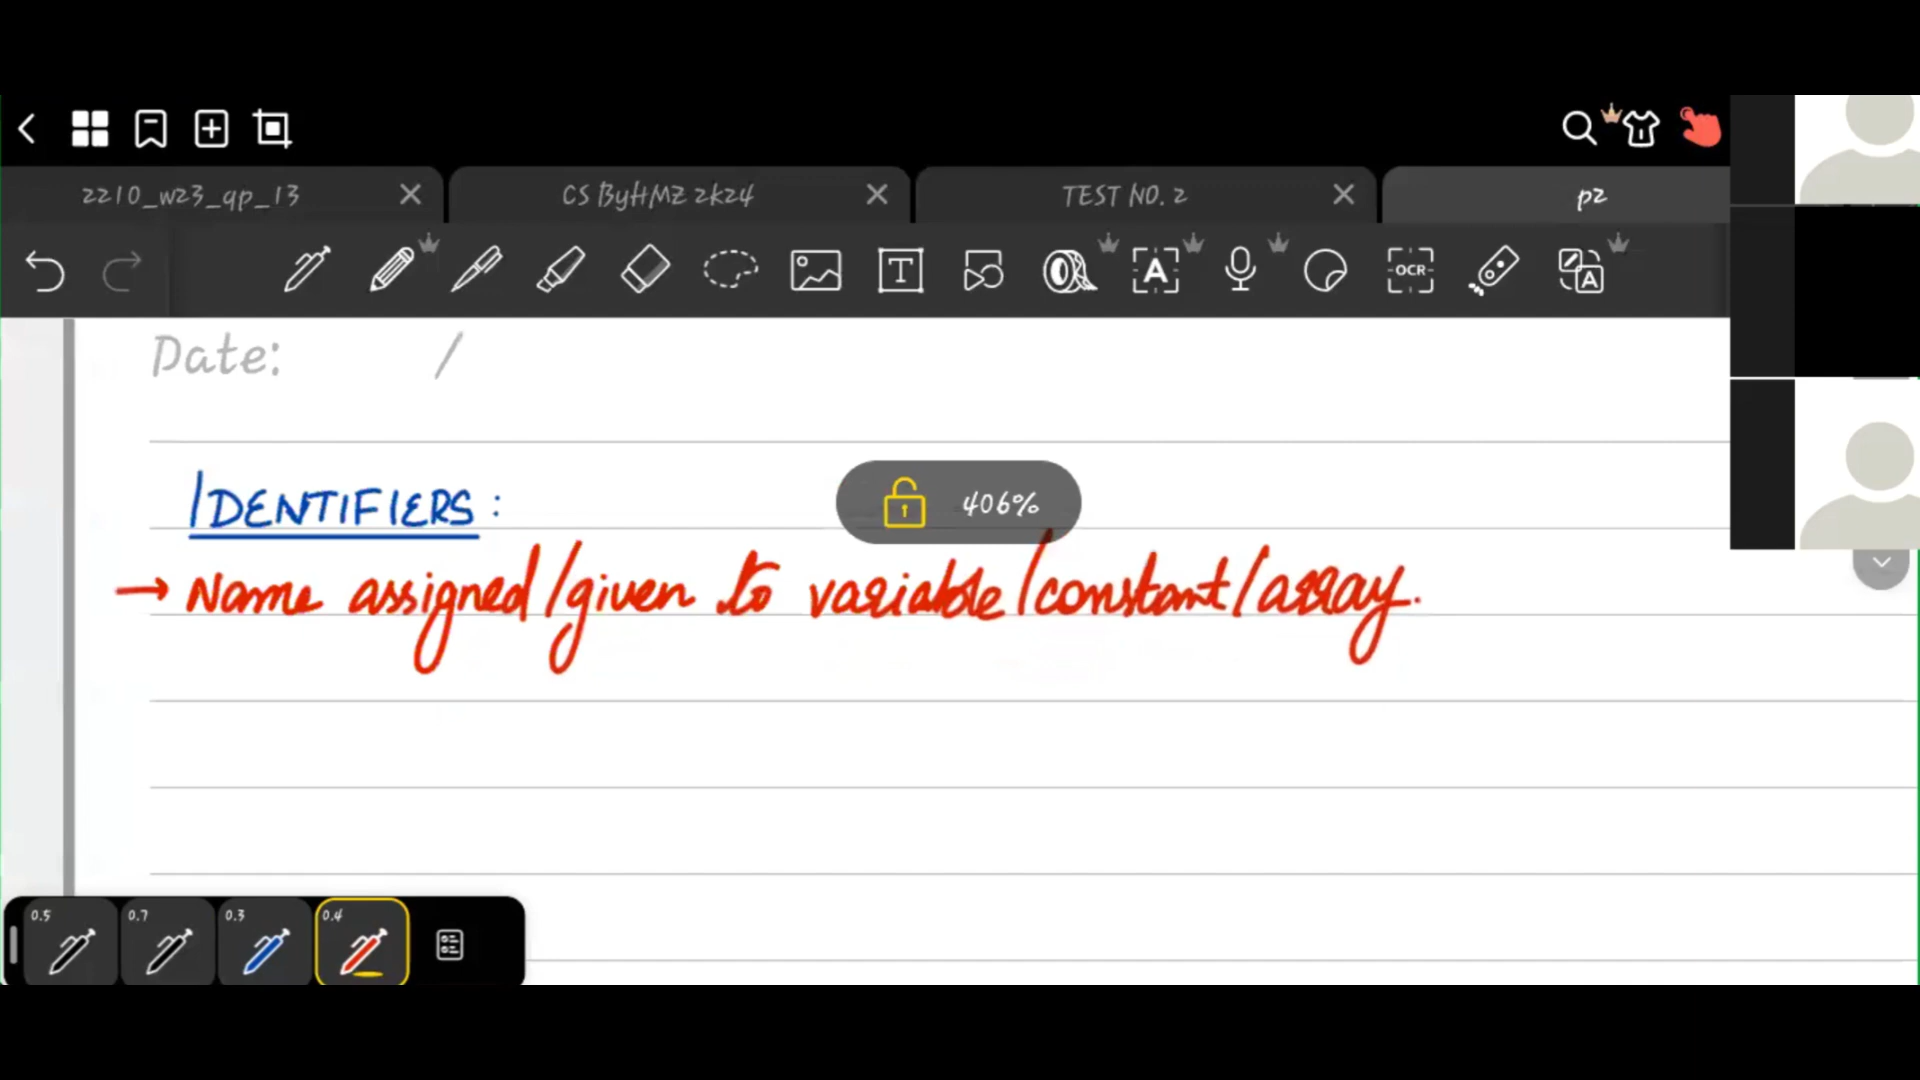 2210_w23_qp_13
CS ByHMZ 2k24
TEST NO. 2
p2
T
A
OCR
A
Date: /
IDENTIFIERS:
406%
→ Name assigned/given to variable/constant/array.
0.5
0.7
0.3
0.4